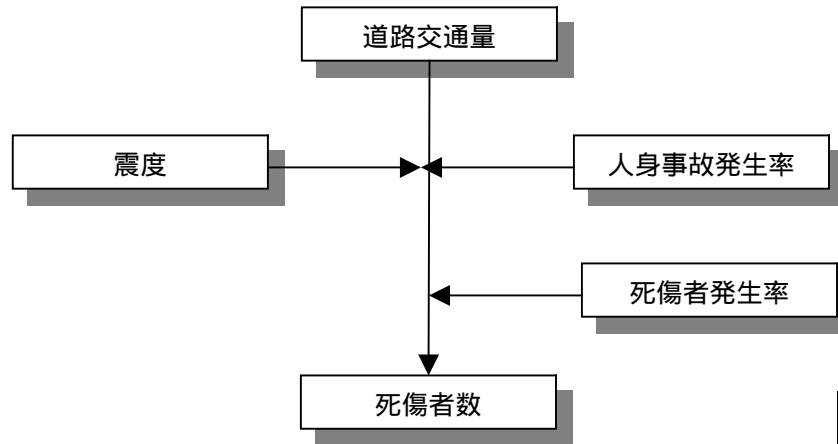 道路交通量
震度
人身事故発生率
死傷者発生率
死傷者数